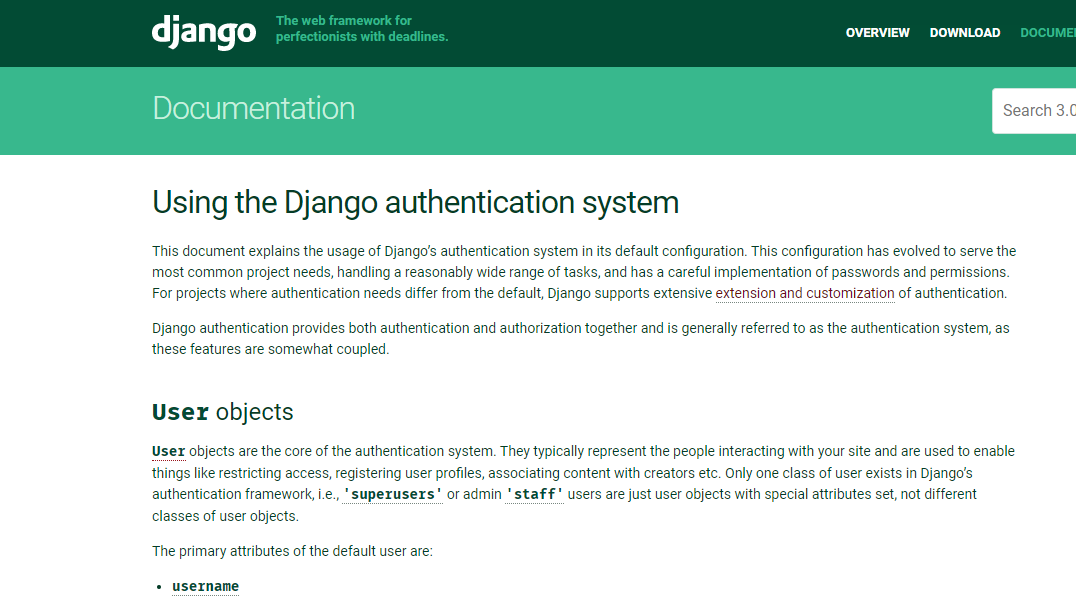 django
The web framework for
perfectionists with deadlines.
OVERVIEW DOWNLOAD
Documentation
Search 3.0
Using the Django authentication system
This document explains the usage of Django’s authentication system in its default configuration. This configuration has evolved to serve the
most common project needs, handling a reasonably wide range of tasks, and has a careful implementation of passwords and permissions.
For projects where authentication needs differ from the default, Django supports extensive extension and customization of authentication.
Django authentication provides both authentication and authorization together and is generally referred to as the authentication system, as
these features are somewhat coupled.
User objects
User objects are the core of the authentication system. They typically represent the people interacting with your site and are used to enable
things like restricting access, registering user profiles, associating content with creators etc. Only one class of user exists in Django’s
authentication framework, i.e., 'superusers' or admin 'staff' users are just user objects with special attributes set, not different
classes of user objects.
The primary attributes of the default user are:
• username